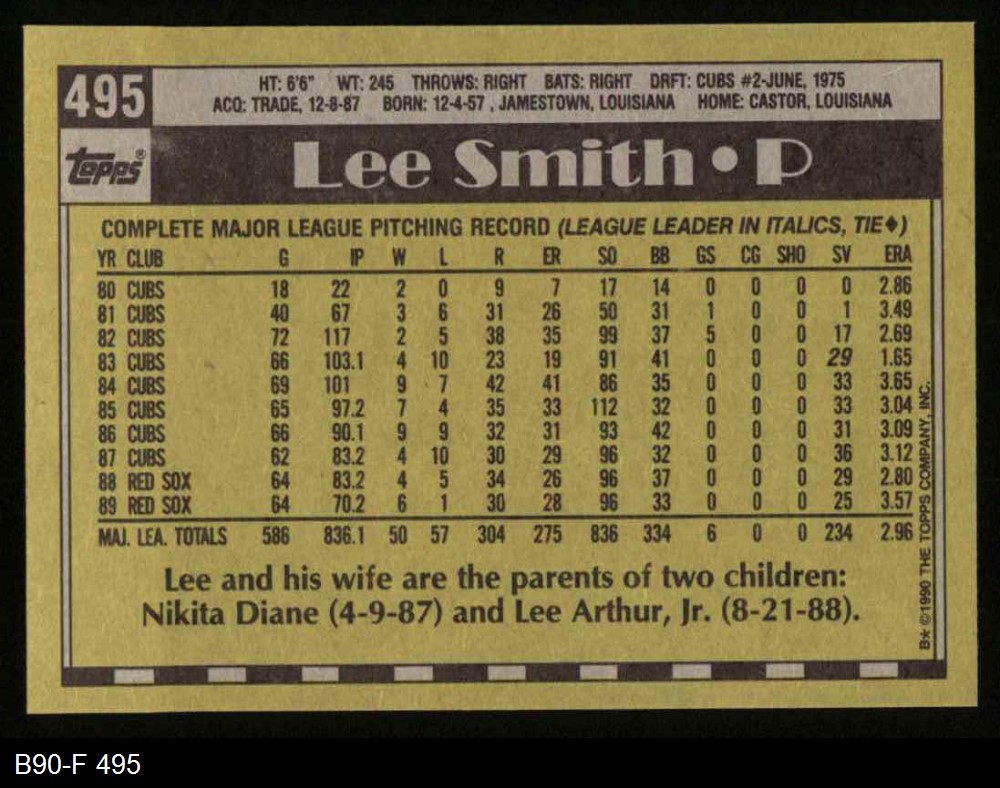 495
HT: 6'6" WT: 245 THROWS: RIGHT BATS: RIGHT DRFT: CUBS #2-JUNE, 1975
ACQ: TRADE, 12-8-87 BORN: 12-4-57 , JAMESTOWN, LOUISIANA HOME: CASTOR, LOUISIANA
topps®
Lee Smith • P
COMPLETE MAJOR LEAGUE PITCHING RECORD (LEAGUE LEADER IN ITALICS, TIE♦)
YR CLUB G IP W L R ER SO BB GS CG SHO SV ERA
80 CUBS 18 22 2 0 9 7 17 14 0 0 0 0 2.86
81 CUBS 40 67 3 6 31 26 50 31 1 0 0 1 3.49
82 CUBS 72 117 2 5 38 35 99 37 5 0 0 17 2.69
83 CUBS 66 103.1 4 10 23 19 91 41 0 0 0 29 1.65
84 CUBS 69 101 9 7 42 41 86 35 0 0 0 33 3.65
85 CUBS 65 97.2 7 4 35 33 112 32 0 0 0 33 3.04
86 CUBS 66 90.1 9 9 32 31 93 42 0 0 0 31 3.09
87 CUBS 62 83.2 4 10 30 29 96 32 0 0 0 36 3.12
88 RED SOX 64 83.2 4 5 34 26 96 37 0 0 0 29 2.80
89 RED SOX 64 70.2 6 1 30 28 96 33 0 0 0 25 3.57
MAJ. LEA. TOTALS 586 836.1 50 57 304 275 836 334 6 0 0 234 2.96
Lee and his wife are the parents of two children:
Nikita Diane (4-9-87) and Lee Arthur, Jr. (8-21-88).
B★ ©1990 THE TOPPS COMPANY, INC.
B90-F 495